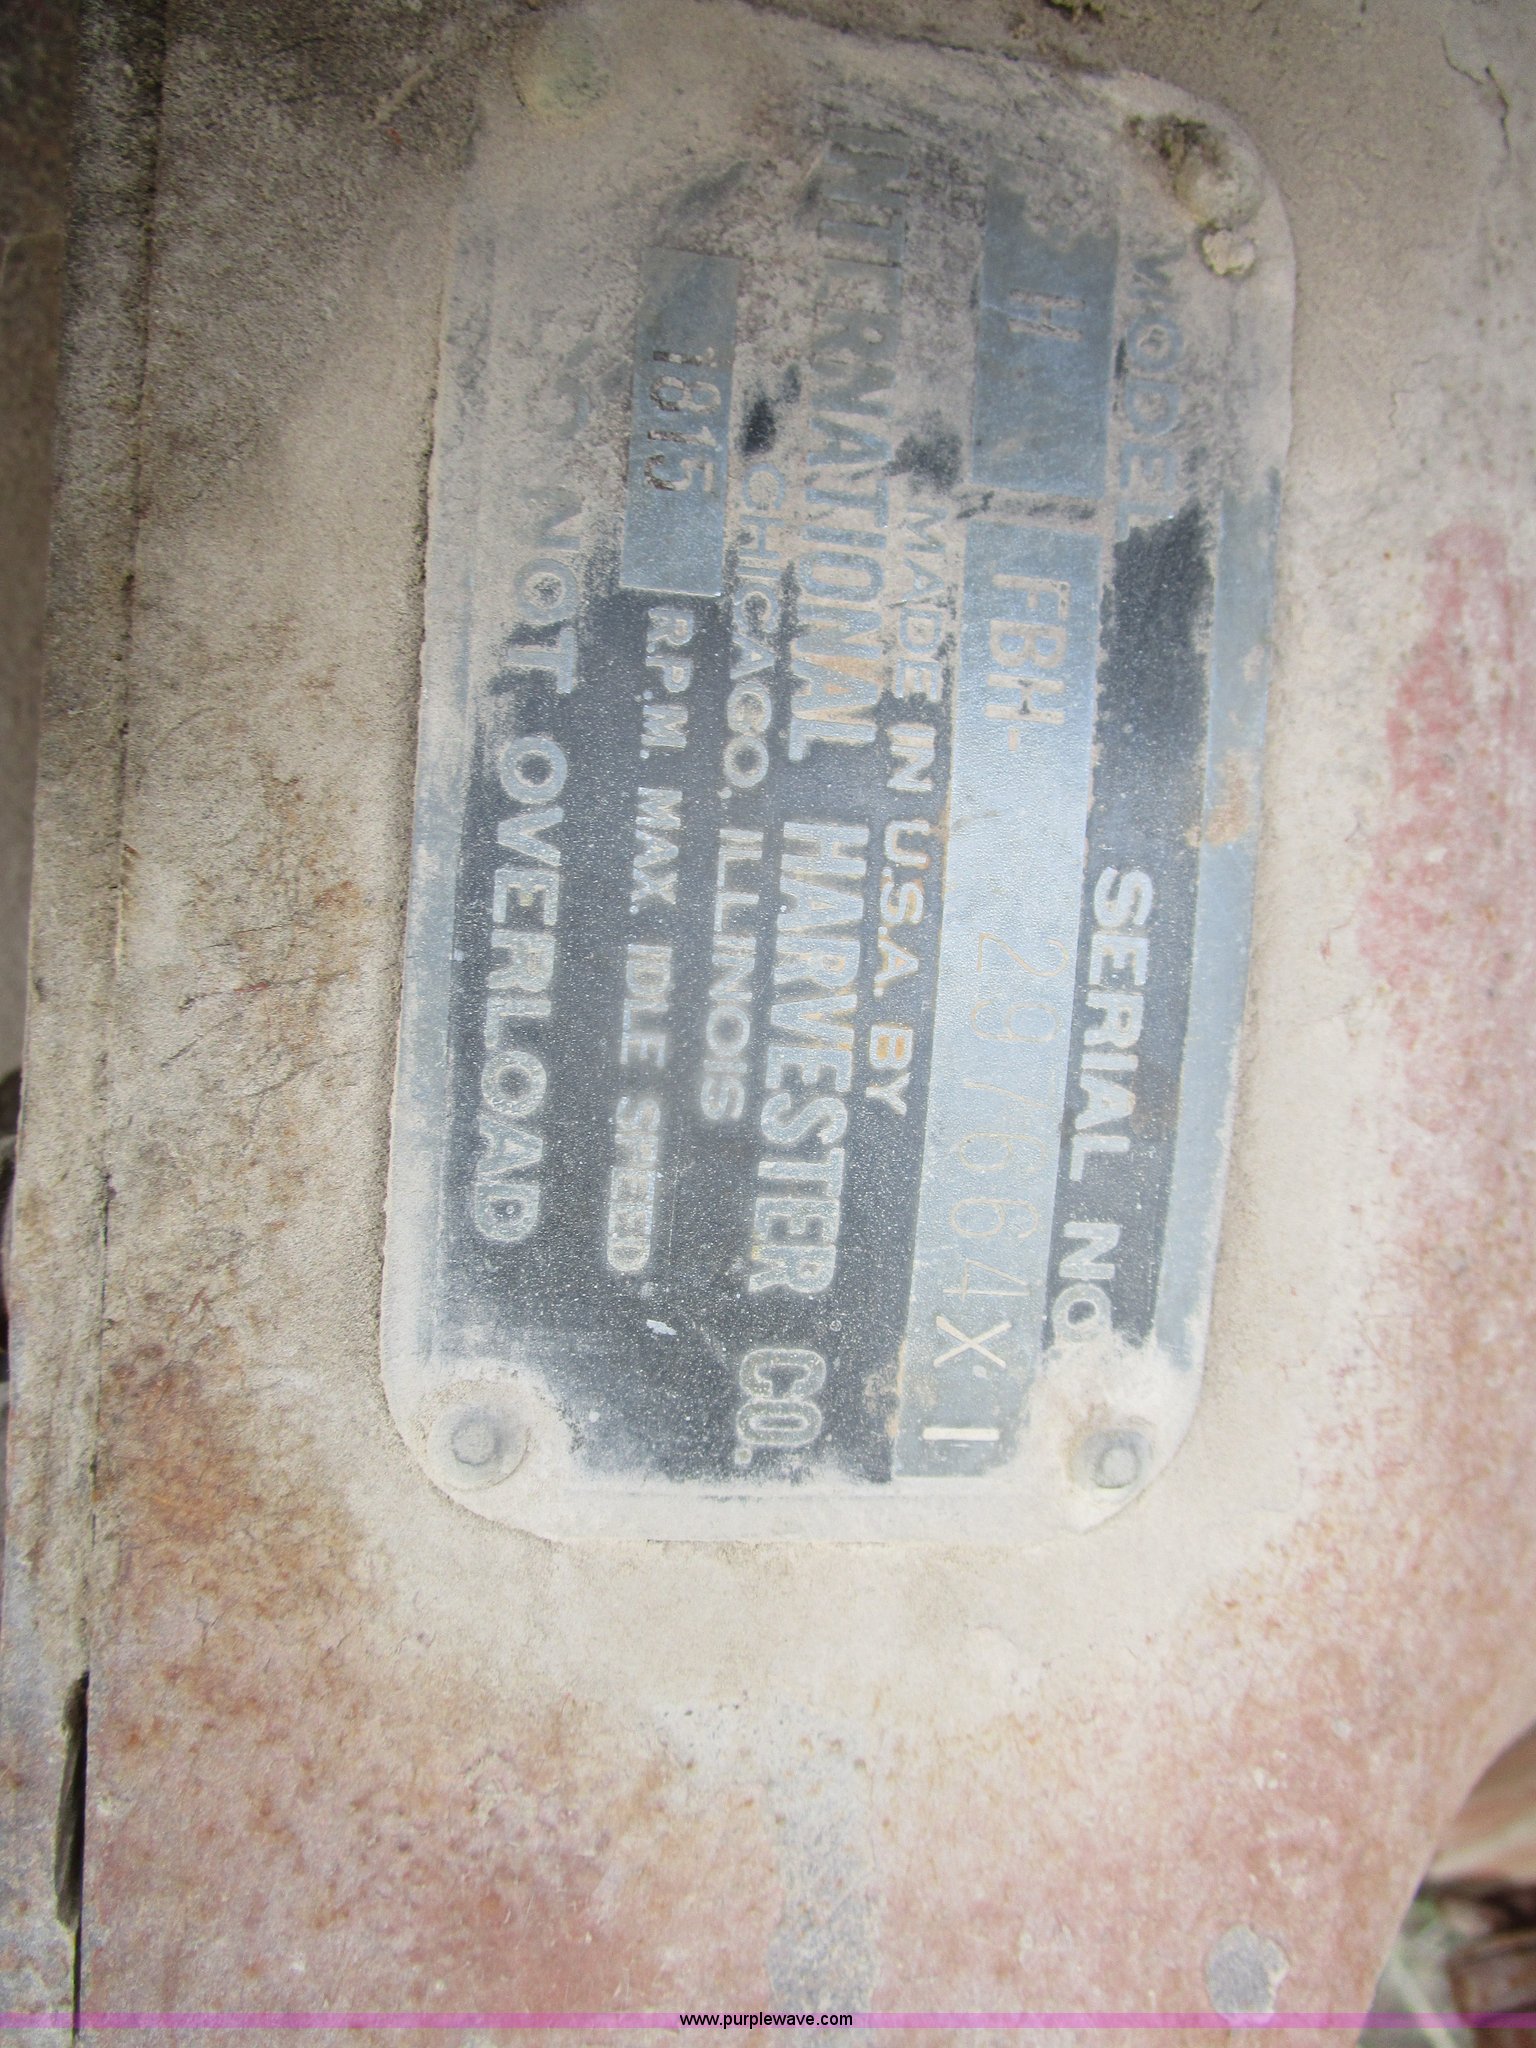 MODEL SERIAL NO.
H FBH- 297664X1
MADE IN U.S.A. BY
INTERNATIONAL HARVESTER CO.
CHICAGO, ILLINOIS
1815 R.P.M. MAX. IDLE SPEED
DO NOT OVERLOAD
www.purplewave.com